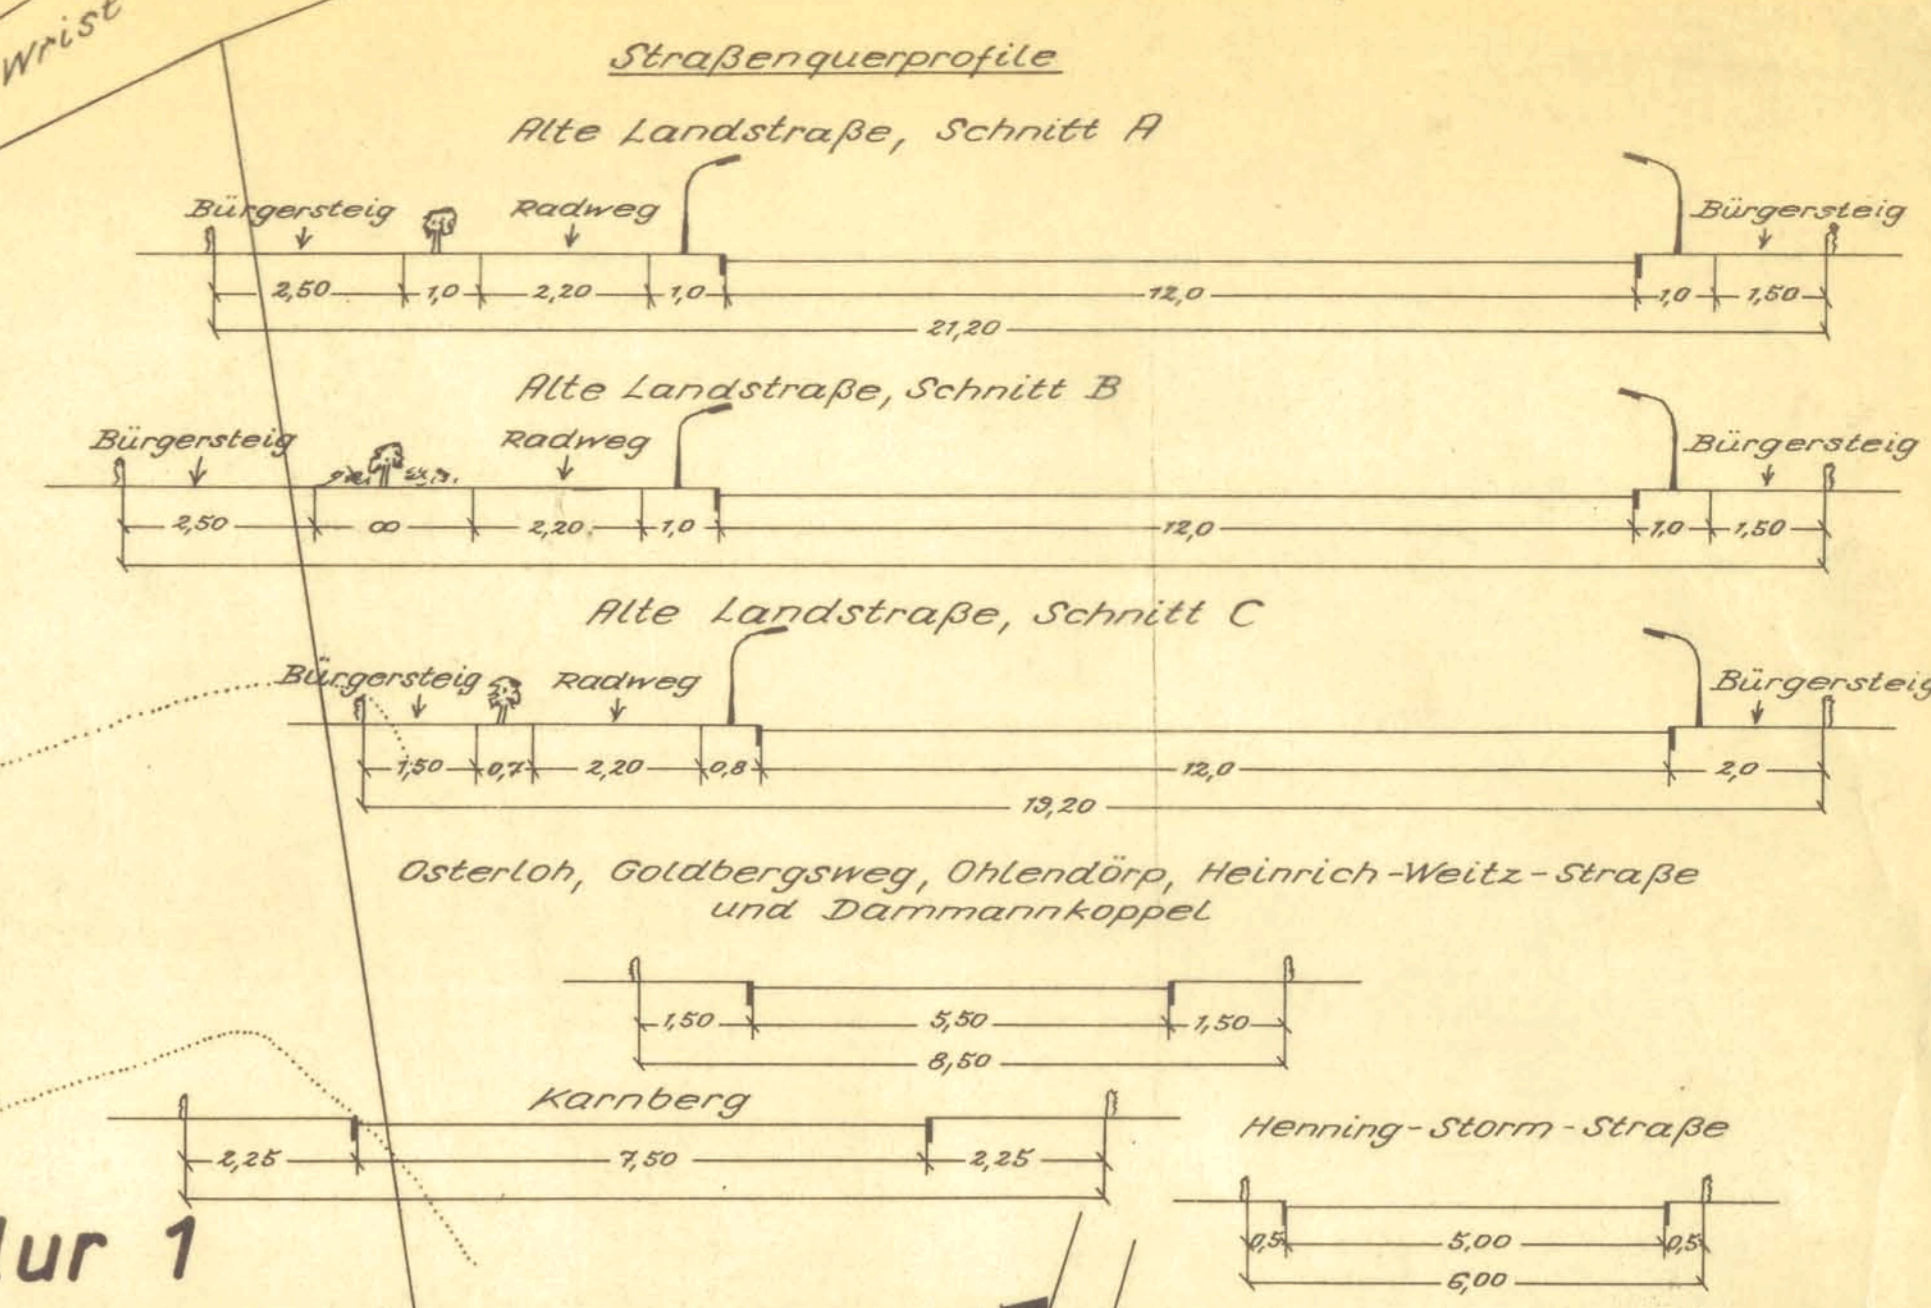 Wrist
Straßenquerprofile
Alte Landstraße, Schnitt A
Bürgersteig Radweg Bürgersteig
2,50 1,0 2,20 1,0 12,0 1,0 1,50
21,20
Alte Landstraße, Schnitt B
Bürgersteig Radweg Bürgersteig
2,50 ∞ 2,20 1,0 12,0 1,0 1,50
Alte Landstraße, Schnitt C
Bürgersteig Radweg Bürgersteig
1,50 0,7 2,20 0,8 12,0 2,0
19,20
Osterloh, Goldbergsweg, Ohlendörp, Heinrich-Weitz-Straße
und Dammannkoppel
1,50 5,50 1,50
8,50
Karnberg
2,25 7,50 2,25
Henning-Storm-Straße
0,5 5,00 0,5
6,00
lur 1